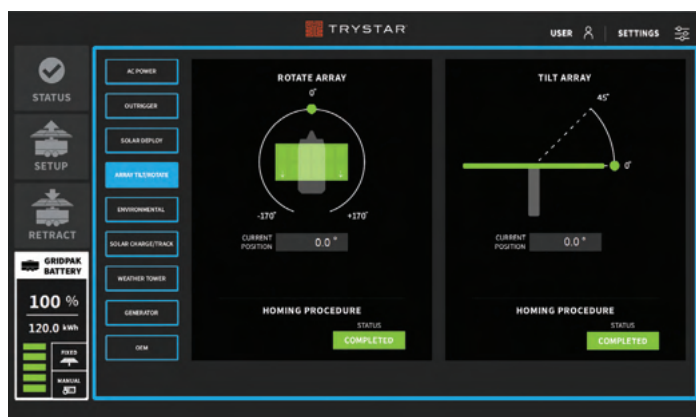 TRYSTAR
USER
SETTINGS
STATUS
SETUP
RETRACT
GRIDPAK
BATTERY
100 %
120.0 kWh
FIXED
MANUAL
AC POWER
OUTRIGGER
SOLAR DEPLOY
ARRAY TILT/ROTATE
ENVIRONMENTAL
SOLAR CHARGE/TRACK
WEATHER TOWER
GENERATOR
OEM
ROTATE ARRAY
0°
-170°
+170°
CURRENT
POSITION
0.0 °
HOMING PROCEDURE
STATUS
COMPLETED
TILT ARRAY
45°
0°
CURRENT
POSITION
0.0 °
HOMING PROCEDURE
STATUS
COMPLETED